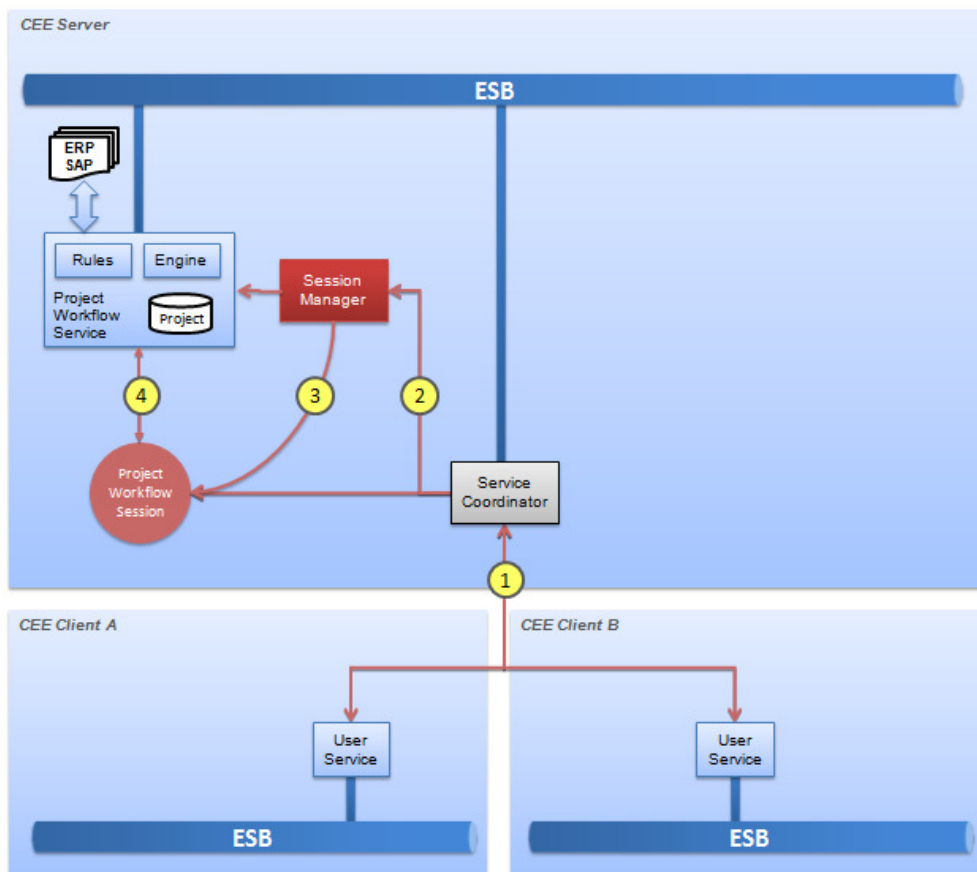 CEE Server
ESB
ERP
SAP
Rules
Engine
Project
Workflow
Service
Project
Session
Manager
4
3
2
Project
Workflow
Session
Service
Coordinator
1
CEE Client A
CEE Client B
User
Service
User
Service
ESB
ESB